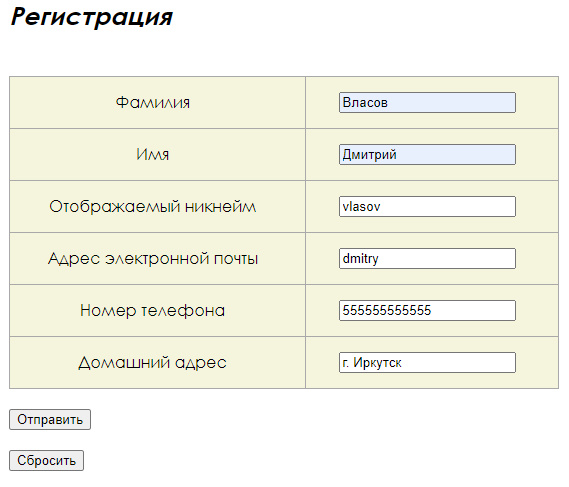 Регистрация
Фамилия Власов
Имя Дмитрий
Отображаемый никнейм vlasov
Адрес электронной почты dmitry
Номер телефона 555555555555
Домашний адрес г. Иркутск
Отправить
Сбросить